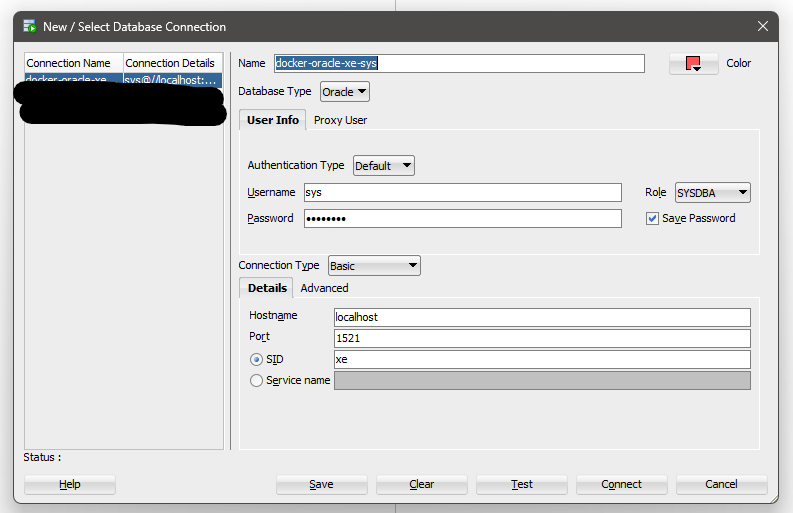 New / Select Database Connection
Connection Name Connection Details
docker-oracle-xe sys@//localhost:...
Name docker-oracle-xe-sys Color
Database Type Oracle
User Info Proxy User
Authentication Type Default
Username sys Role SYSDBA
Password •••••••• Save Password
Connection Type Basic
Details Advanced
Hostname localhost
Port 1521
SID xe
Service name
Status :
Help Save Clear Test Connect Cancel